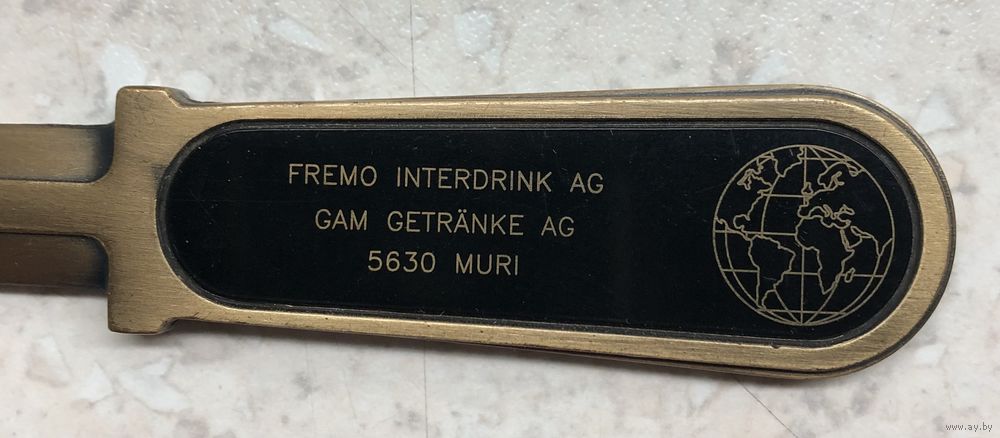 FREMO INTERDRINK AG
GAM GETRÄNKE AG
5630 MURI
www.ay.by